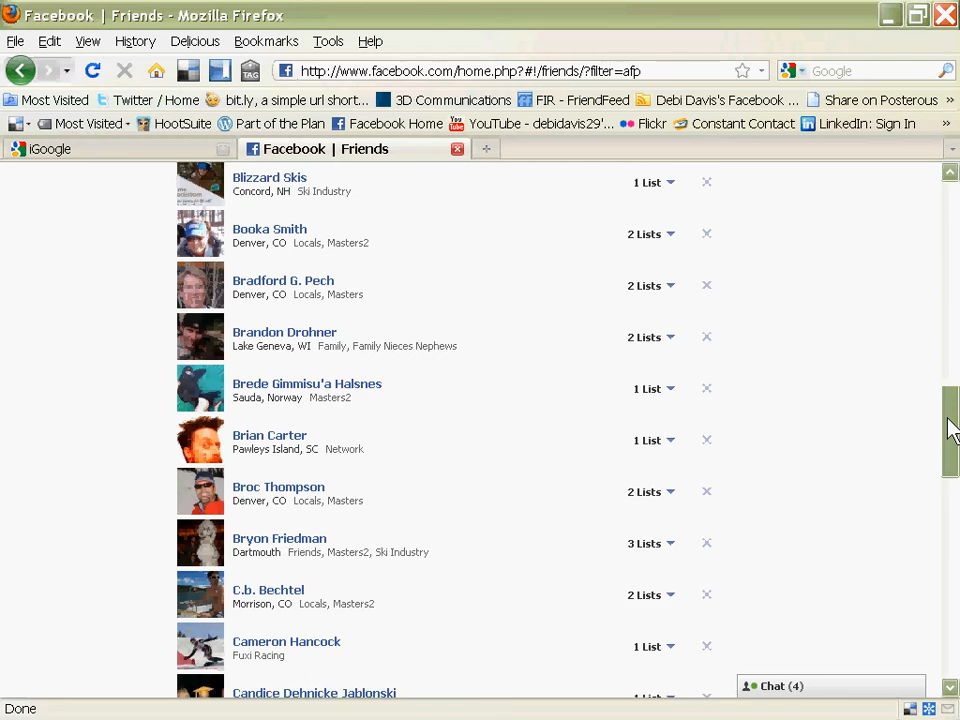 Facebook | Friends - Mozilla Firefox
File Edit View History Delicious Bookmarks Tools Help
TAG http://www.facebook.com/home.php?#!/friends/?filter=afp Google
Most Visited Twitter / Home bit.ly, a simple url short... 3D Communications FIR - FriendFeed Debi Davis's Facebook ... Share on Posterous »
Most Visited HootSuite Part of the Plan Facebook Home YouTube - debidavis29'... Flickr Constant Contact LinkedIn: Sign In »
iGoogle Facebook | Friends
Blizzard Skis
Concord, NH Ski Industry
1 List
Booka Smith
Denver, CO Locals, Masters2
2 Lists
Bradford G. Pech
Denver, CO Locals, Masters
2 Lists
Brandon Drohner
Lake Geneva, WI Family, Family Nieces Nephews
2 Lists
Brede Gimmisu'a Halsnes
Sauda, Norway Masters2
1 List
Brian Carter
Pawleys Island, SC Network
1 List
Broc Thompson
Denver, CO Locals, Masters
2 Lists
Bryon Friedman
Dartmouth Friends, Masters2, Ski Industry
3 Lists
C.b. Bechtel
Morrison, CO Locals, Masters2
2 Lists
Cameron Hancock
Fuxi Racing
1 List
Candice Dehnicke Jablonski
1 List
Chat (4)
Done